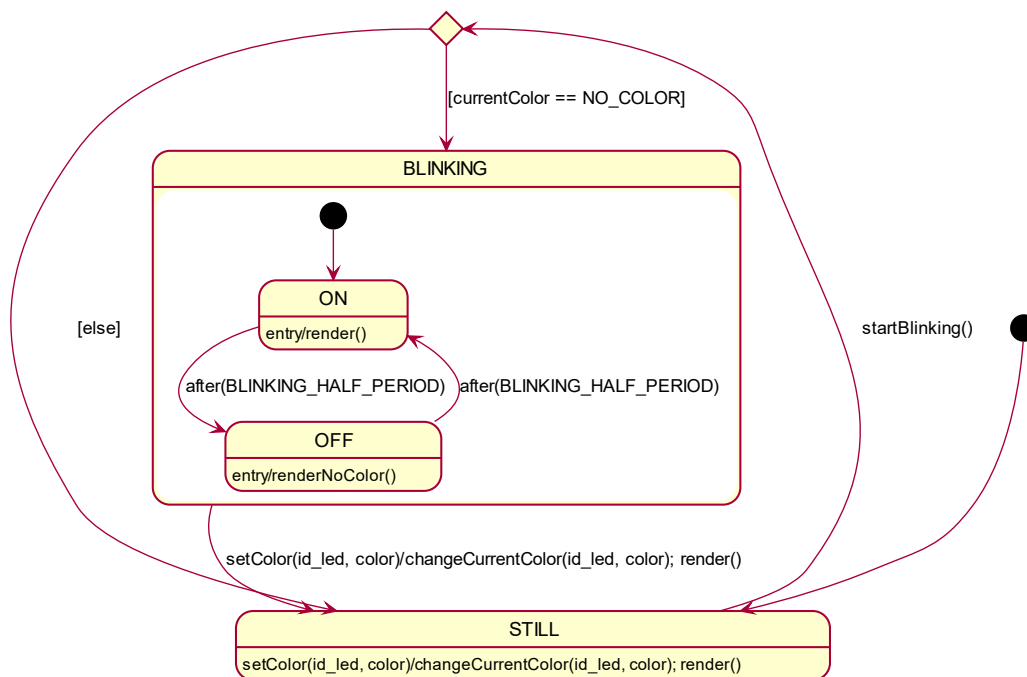 [currentColor == NO_COLOR]
BLINKING
ON
entry/render()
[else]
startBlinking()
after(BLINKING_HALF_PERIOD)
after(BLINKING_HALF_PERIOD)
OFF
entry/renderNoColor()
setColor(id_led, color)/changeCurrentColor(id_led, color); render()
STILL
setColor(id_led, color)/changeCurrentColor(id_led, color); render()